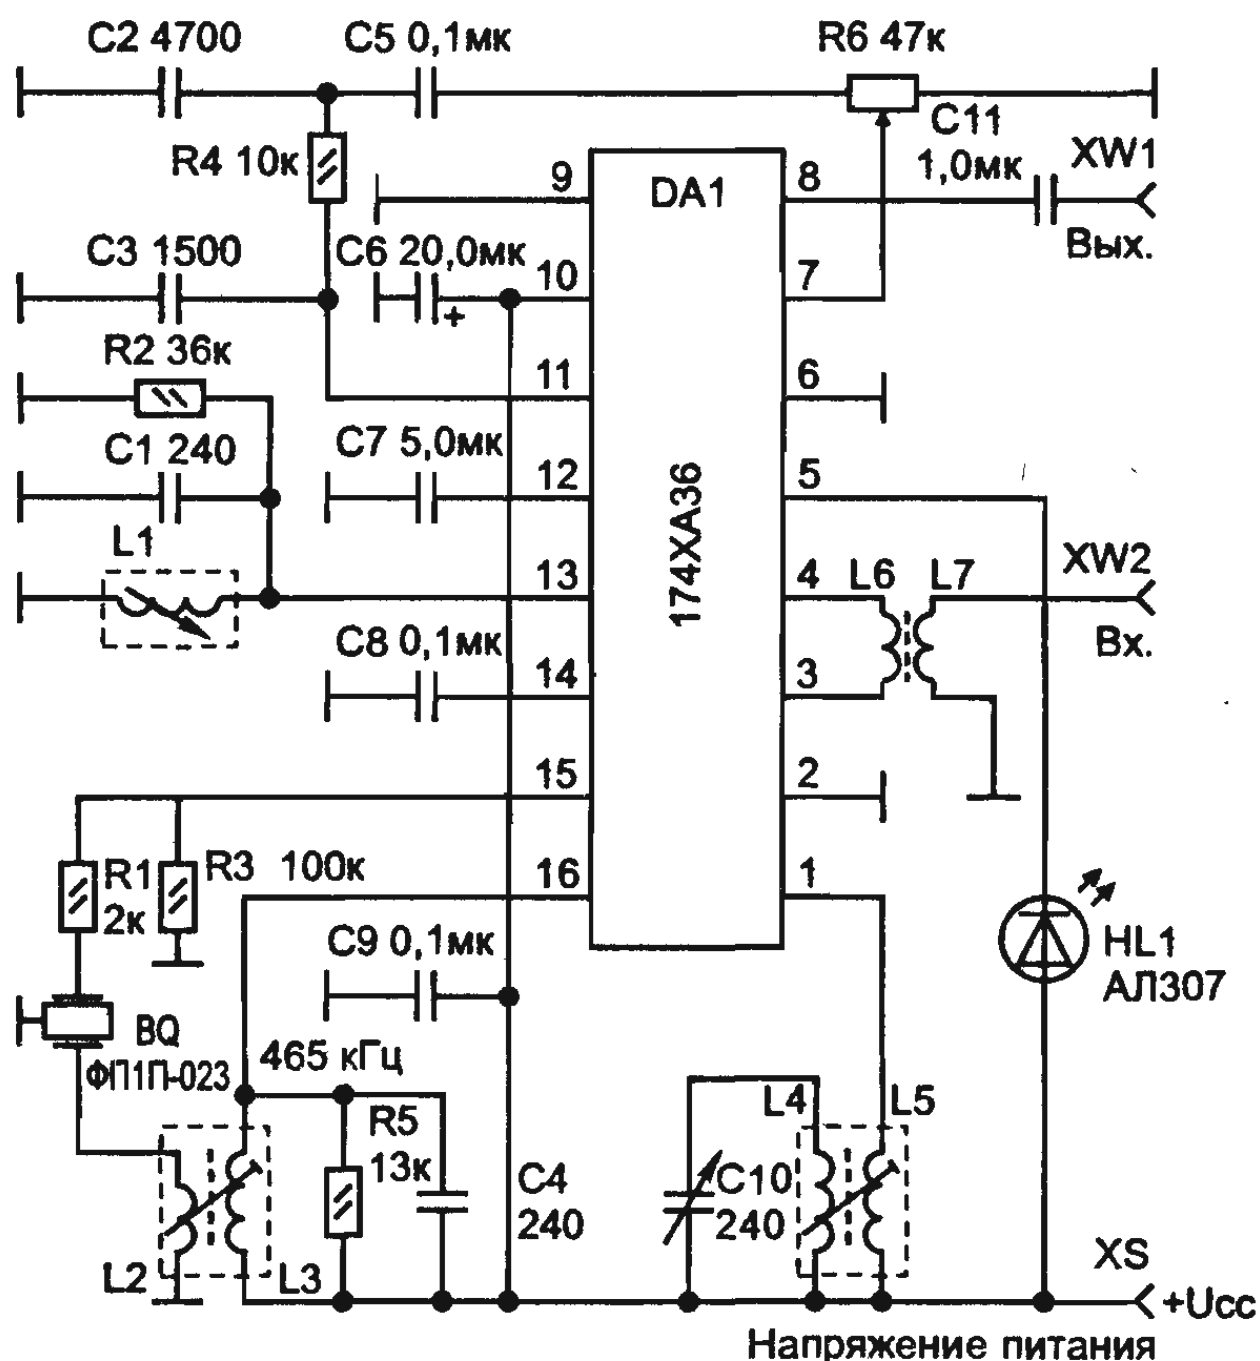 C2 4700
C5 0,1мк
R6 47к
R4 10к
C11
1,0мк
XW1
Вых.
9
DA1
8
C3 1500
C6 20,0мк
+
10
7
R2 36к
11
6
C1 240
C7 5,0мк
12
174ХА36
5
L1
13
4
L6
L7
XW2
Вх.
C8 0,1мк
14
3
15
2
R1
2к
R3 100к
16
1
C9 0,1мк
HL1
АЛ307
BQ
ФП1П-023
465 кГц
R5
13к
L4
L5
C4
240
C10
240
L2
L3
XS
+Ucc
Напряжение питания